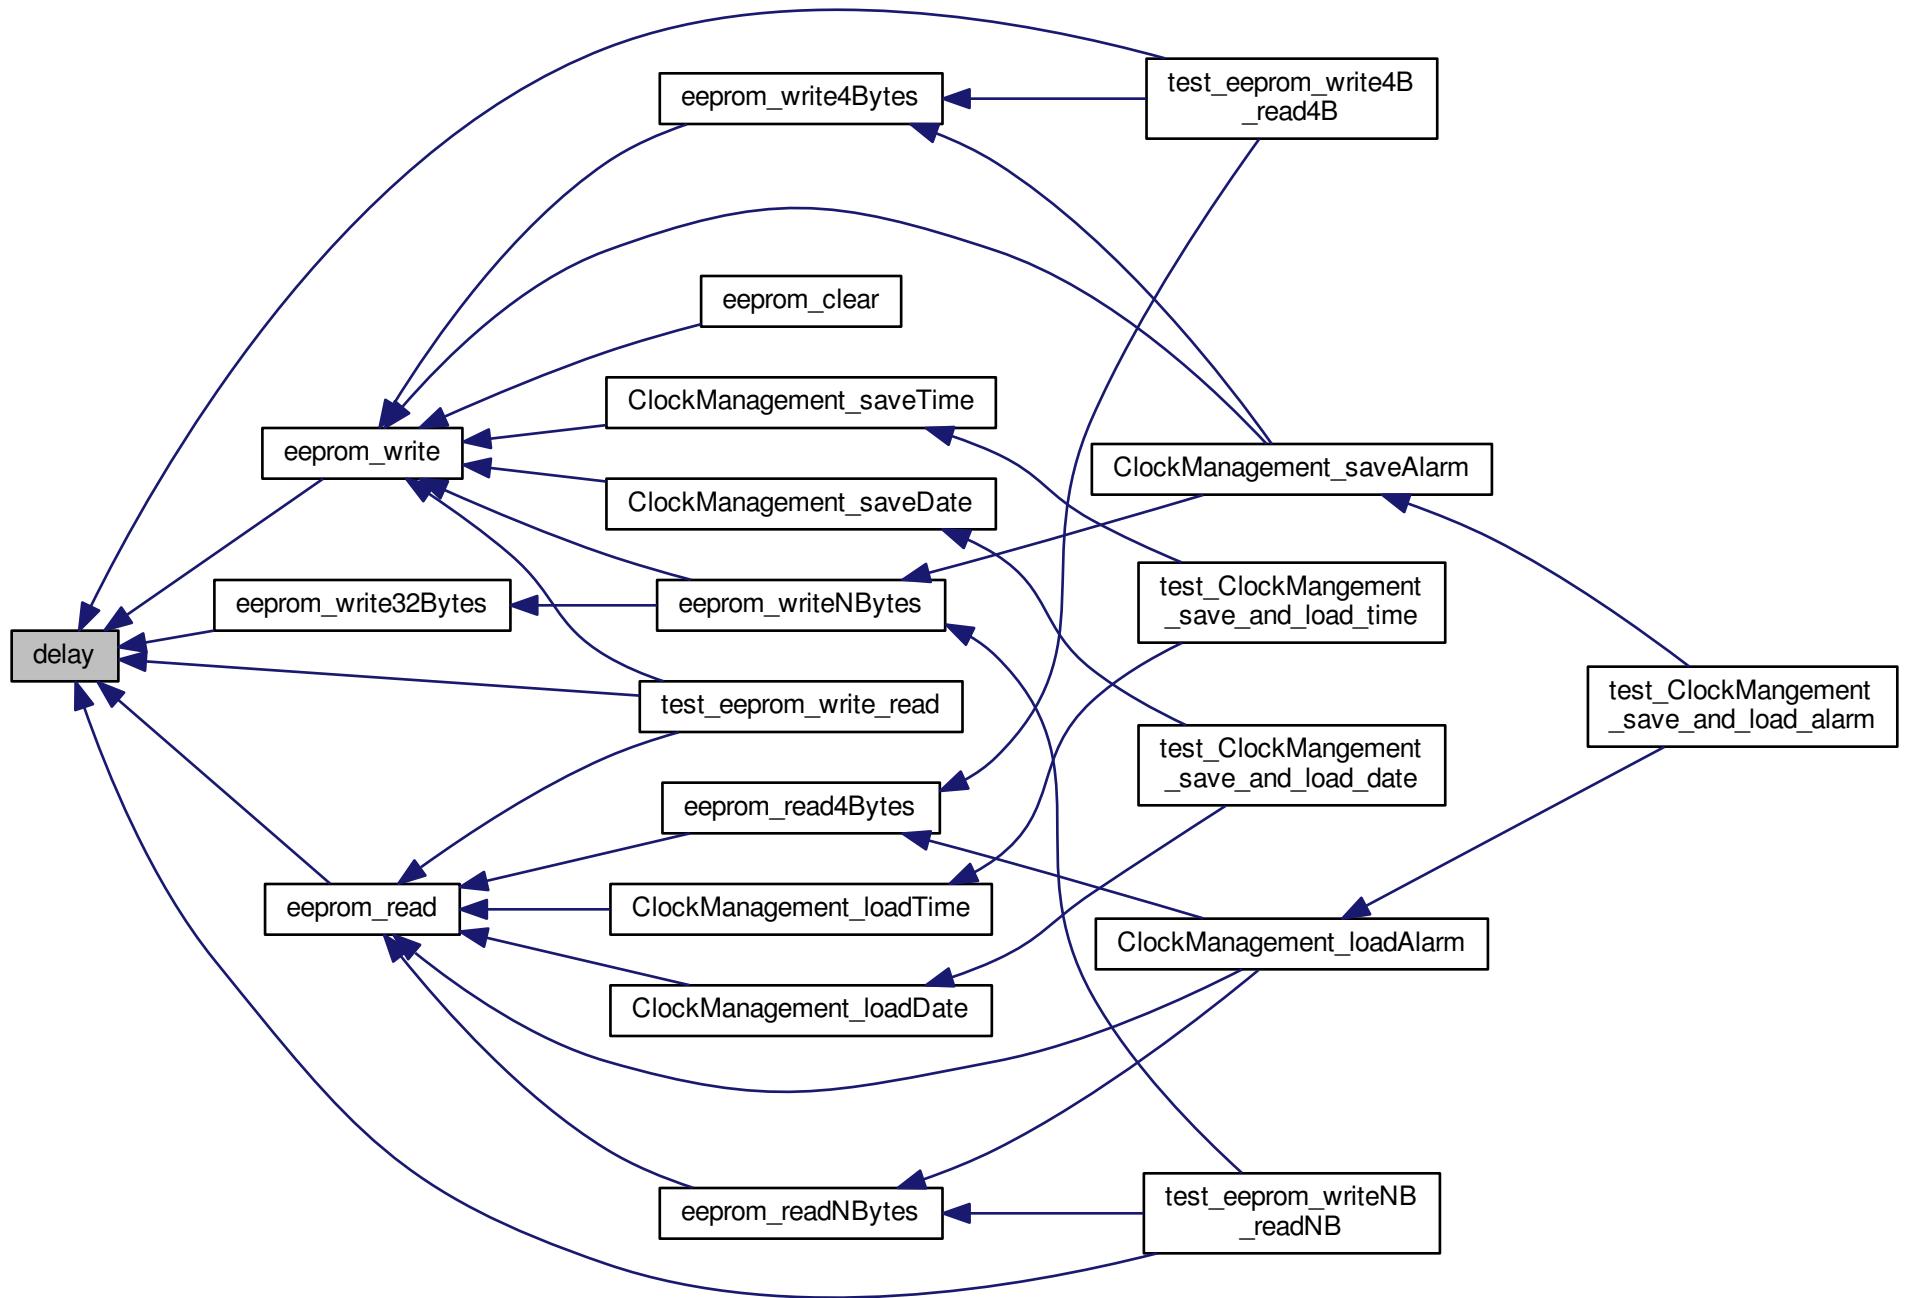 delay
eeprom_write
eeprom_write32Bytes
eeprom_read
eeprom_write4Bytes
eeprom_clear
ClockManagement_saveTime
ClockManagement_saveDate
eeprom_writeNBytes
test_eeprom_write_read
eeprom_read4Bytes
ClockManagement_loadTime
ClockManagement_loadDate
eeprom_readNBytes
test_eeprom_write4B
_read4B
ClockManagement_saveAlarm
test_ClockMangement
_save_and_load_time
test_ClockMangement
_save_and_load_date
ClockManagement_loadAlarm
test_eeprom_writeNB
_readNB
test_ClockMangement
_save_and_load_alarm